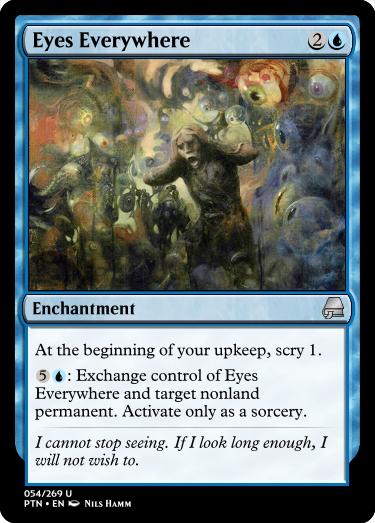 Eyes Everywhere 2
Enchantment
At the beginning of your upkeep, scry 1.
5: Exchange control of Eyes
Everywhere and target nonland
permanent. Activate only as a sorcery.
I cannot stop seeing. If I look long enough, I
will not wish to.
054/269 U
PTN • EN Nils Hamm